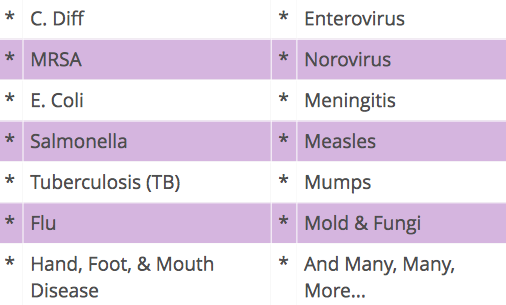 * C. Diff * Enterovirus
* MRSA * Norovirus
* E. Coli * Meningitis
* Salmonella * Measles
* Tuberculosis (TB) * Mumps
* Flu * Mold & Fungi
* Hand, Foot, & Mouth * And Many, Many,
Disease More...